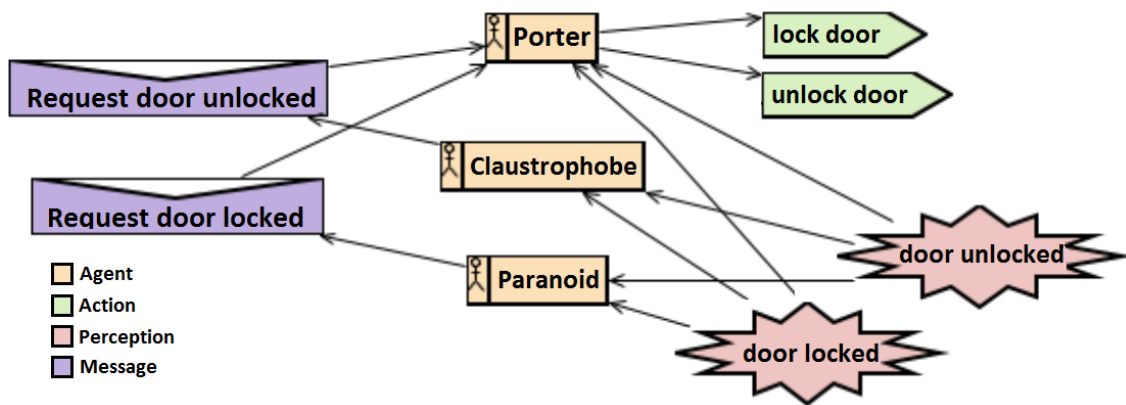 Porter
lock door
unlock door
Request door unlocked
Claustrophobe
Request door locked
door unlocked
Paranoid
door locked
Agent
Action
Perception
Message